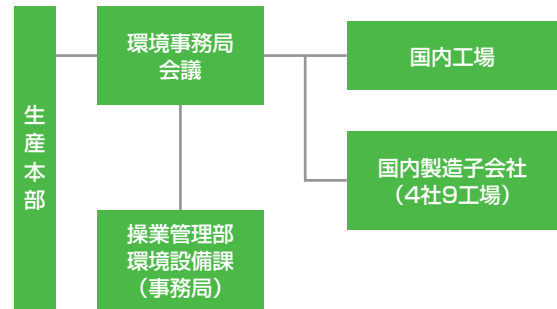 生産本部
環境事務局
会議
国内工場
国内製造子会社
（4社9工場）
操業管理部
環境設備課
（事務局）